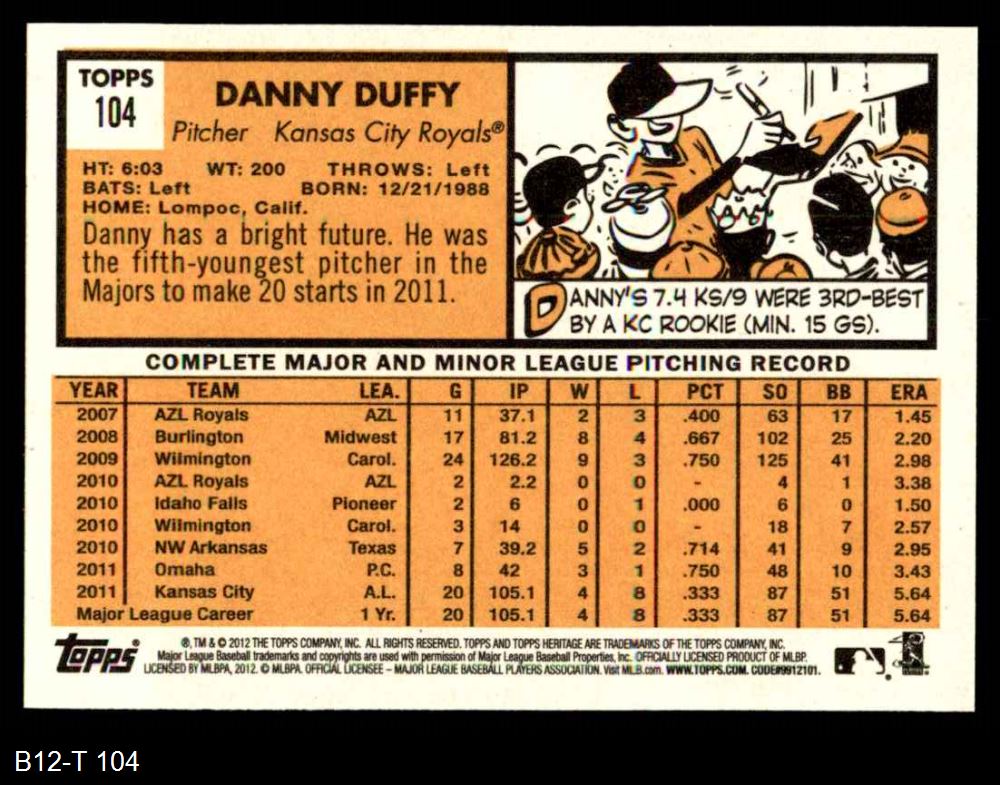 TOPPS
104
DANNY DUFFY
Pitcher Kansas City Royals®
HT: 6:03 WT: 200 THROWS: Left
BATS: Left BORN: 12/21/1988
HOME: Lompoc, Calif.
Danny has a bright future. He was
the fifth-youngest pitcher in the
Majors to make 20 starts in 2011.
DANNY'S 7.4 KS/9 WERE 3RD-BEST
BY A KC ROOKIE (MIN. 15 GS).
COMPLETE MAJOR AND MINOR LEAGUE PITCHING RECORD
YEAR TEAM LEA. G IP W L PCT SO BB ERA
2007 AZL Royals AZL 11 37.1 2 3 .400 63 17 1.45
2008 Burlington Midwest 17 81.2 8 4 .667 102 25 2.20
2009 Wilmington Carol. 24 126.2 9 3 .750 125 41 2.98
2010 AZL Royals AZL 2 2.2 0 0 - 4 1 3.38
2010 Idaho Falls Pioneer 2 6 0 1 .000 6 0 1.50
2010 Wilmington Carol. 3 14 0 0 - 18 7 2.57
2010 NW Arkansas Texas 7 39.2 5 2 .714 41 9 2.95
2011 Omaha P.C. 8 42 3 1 .750 48 10 3.43
2011 Kansas City A.L. 20 105.1 4 8 .333 87 51 5.64
Major League Career 1 Yr. 20 105.1 4 8 .333 87 51 5.64
Topps®
®, TM & © 2012 THE TOPPS COMPANY, INC. ALL RIGHTS RESERVED. TOPPS AND TOPPS HERITAGE ARE TRADEMARKS OF THE TOPPS COMPANY, INC.
Major League Baseball trademarks and copyrights are used with permission of Major League Baseball Properties, Inc. OFFICIALLY LICENSED PRODUCT OF MLBP.
LICENSED BY MLBPA, 2012. © MLBPA. OFFICIAL LICENSEE – MAJOR LEAGUE BASEBALL PLAYERS ASSOCIATION. Visit MLB.com. WWW.TOPPS.COM. CODE#9912101.
B12-T 104